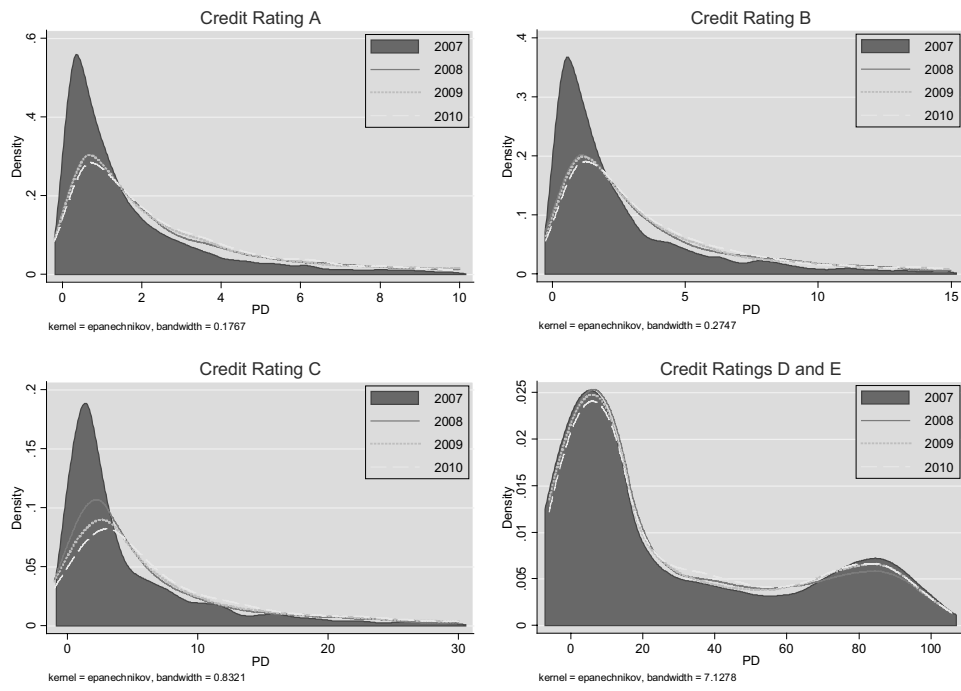 Credit Rating A
Density
0 .2 .4 .6
2007
2008
2009
2010
0 2 4 6 8 10
PD
kernel = epanechnikov, bandwidth = 0.1767
Credit Rating B
Density
0 .1 .2 .3 .4
2007
2008
2009
2010
0 5 10 15
PD
kernel = epanechnikov, bandwidth = 0.2747
Credit Rating C
Density
0 .05 .1 .15 .2
2007
2008
2009
2010
0 10 20 30
PD
kernel = epanechnikov, bandwidth = 0.8321
Credit Ratings D and E
Density
0 .005 .01 .015 .02 .025
2007
2008
2009
2010
0 20 40 60 80 100
PD
kernel = epanechnikov, bandwidth = 7.1278